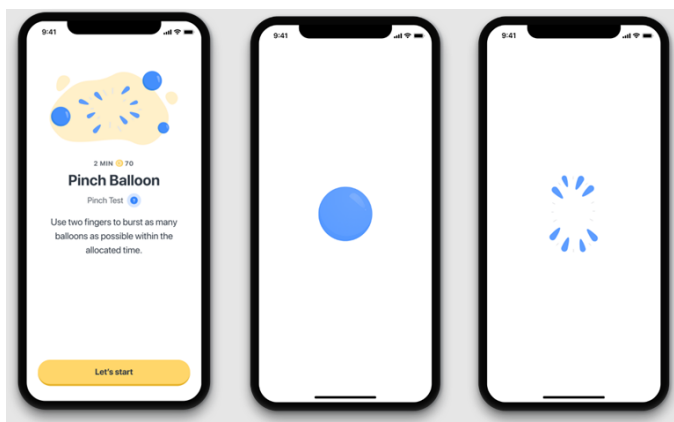 9:41
2 MIN 70
Pinch Balloon
Pinch Test
Use two fingers to burst as many
balloons as possible within the
allocated time.
Let's start
9:41
9:41